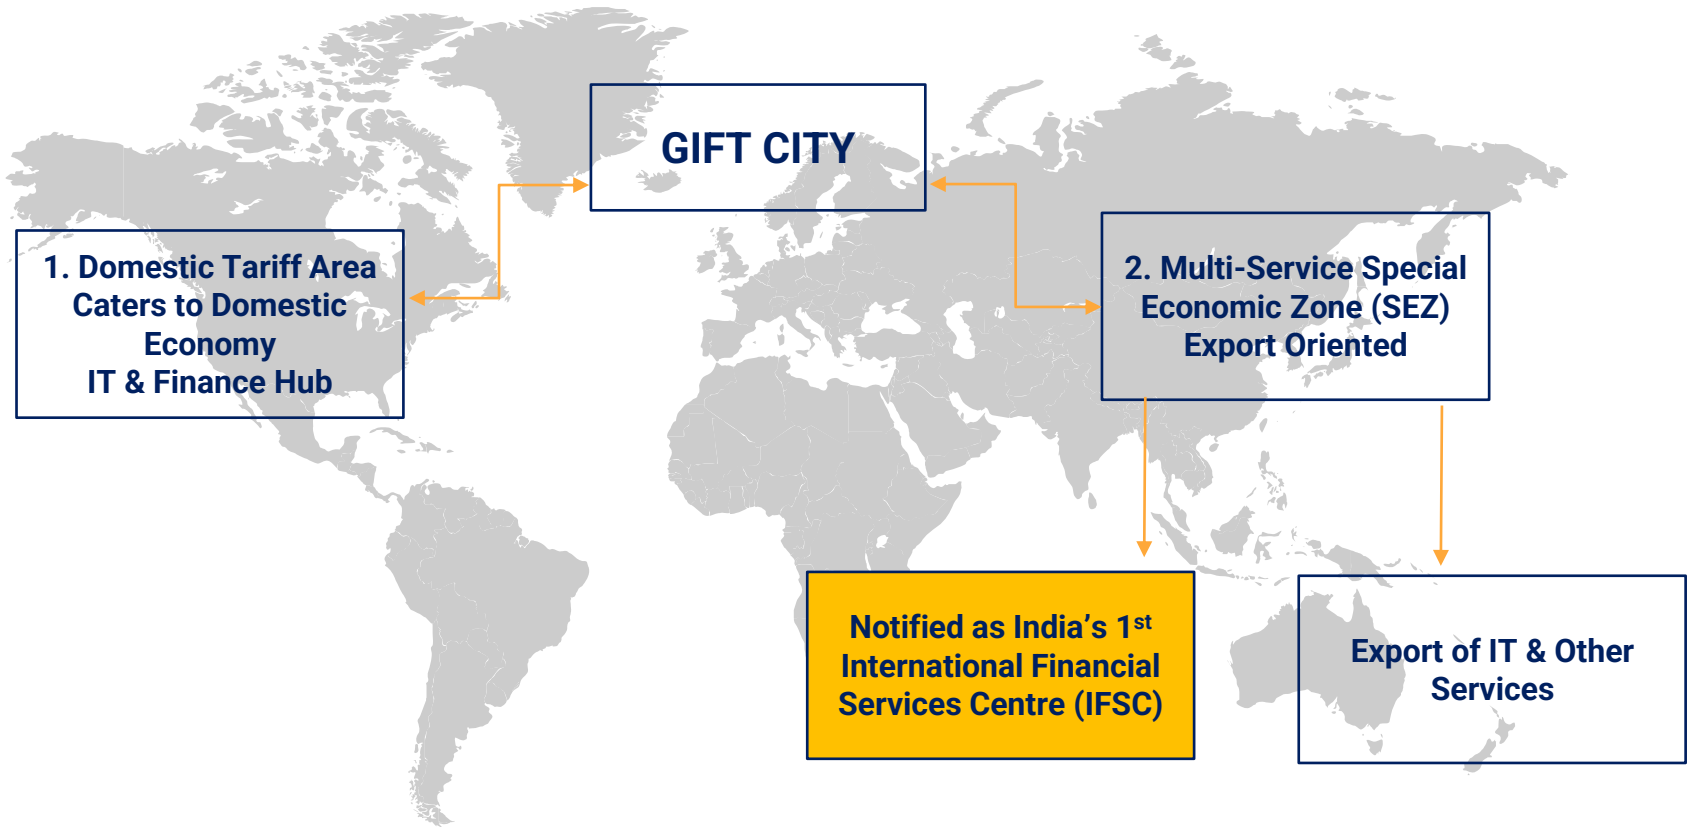 GIFT CITY
1. Domestic Tariff Area
Caters to Domestic
Economy
IT & Finance Hub
2. Multi-Service Special
Economic Zone (SEZ)
Export Oriented
Notified as India’s 1st
International Financial
Services Centre (IFSC)
Export of IT & Other
Services